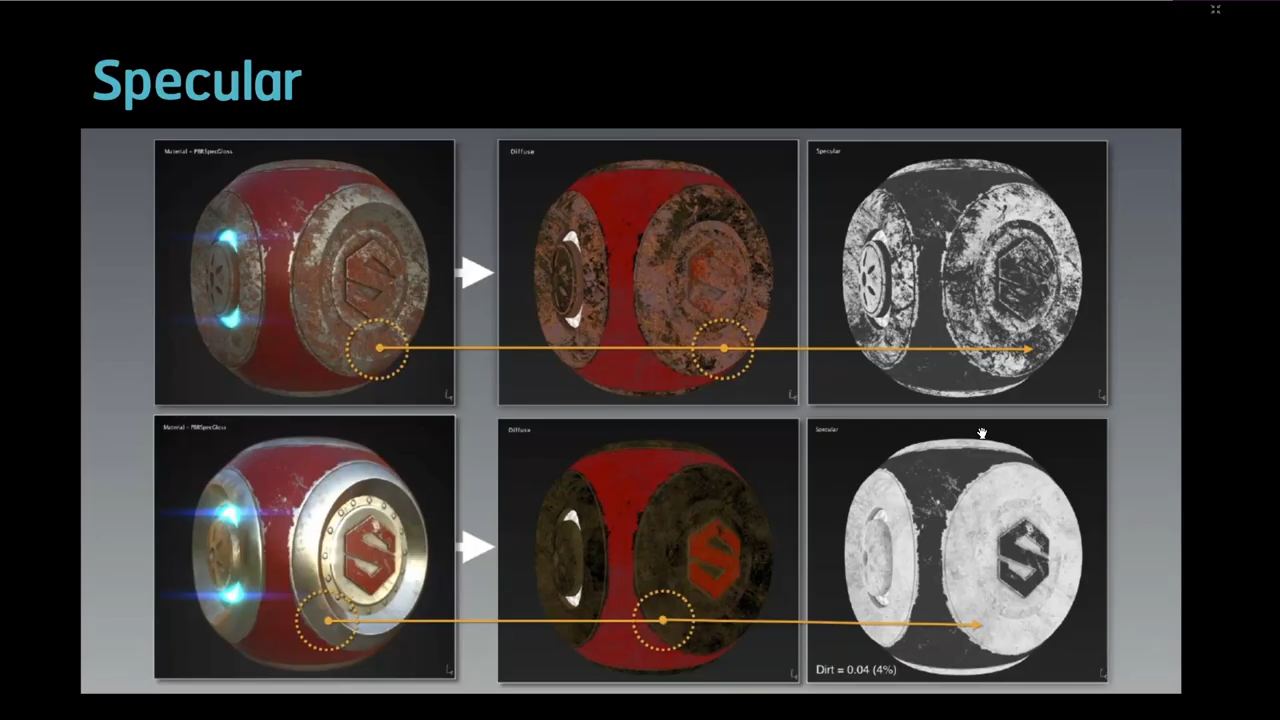 Specular
Material - PBRSpecGloss
Diffuse
Specular
S
Material - PBRSpecGloss
Diffuse
Specular
S
S
S
Dirt = 0.04 (4%)